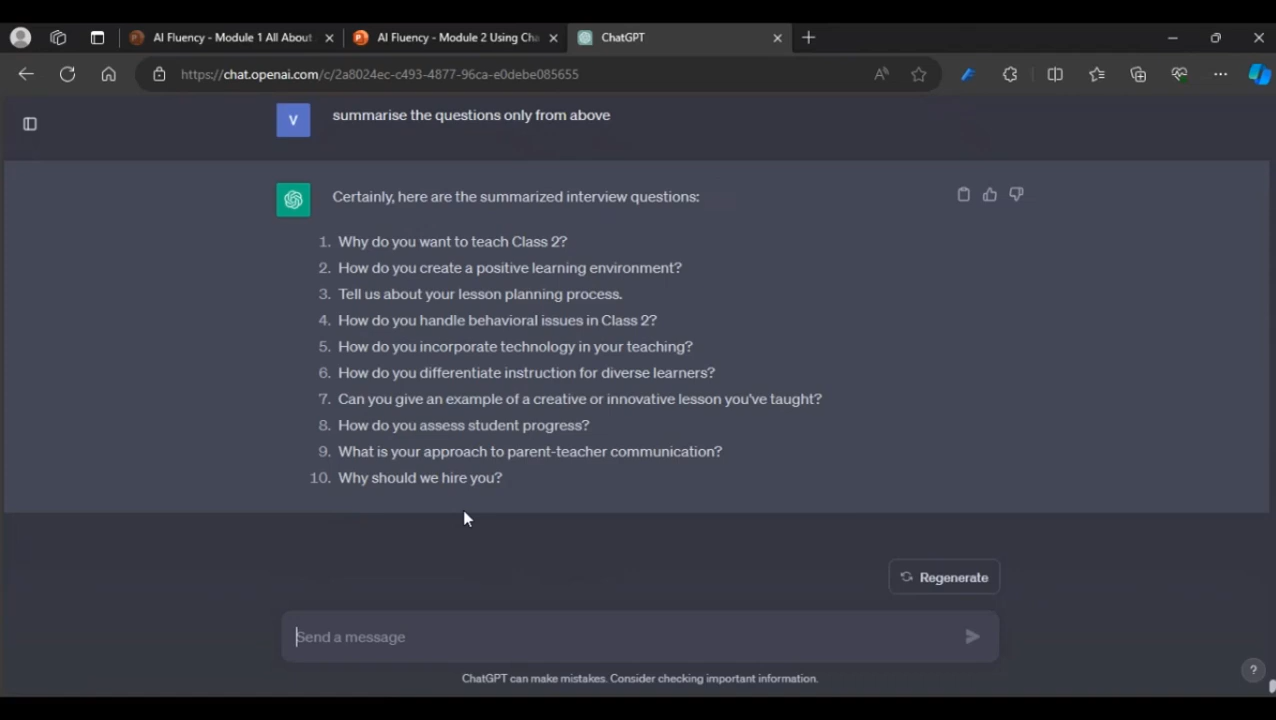 AI Fluency - Module 1 All About
AI Fluency - Module 2 Using Cha
ChatGPT
https://chat.openai.com/c/2a8024ec-c493-4877-96ca-e0debe085655
V
summarise the questions only from above
Certainly, here are the summarized interview questions:
1. Why do you want to teach Class 2?
2. How do you create a positive learning environment?
3. Tell us about your lesson planning process.
4. How do you handle behavioral issues in Class 2?
5. How do you incorporate technology in your teaching?
6. How do you differentiate instruction for diverse learners?
7. Can you give an example of a creative or innovative lesson you've taught?
8. How do you assess student progress?
9. What is your approach to parent-teacher communication?
10. Why should we hire you?
Regenerate
Send a message
ChatGPT can make mistakes. Consider checking important information.
?